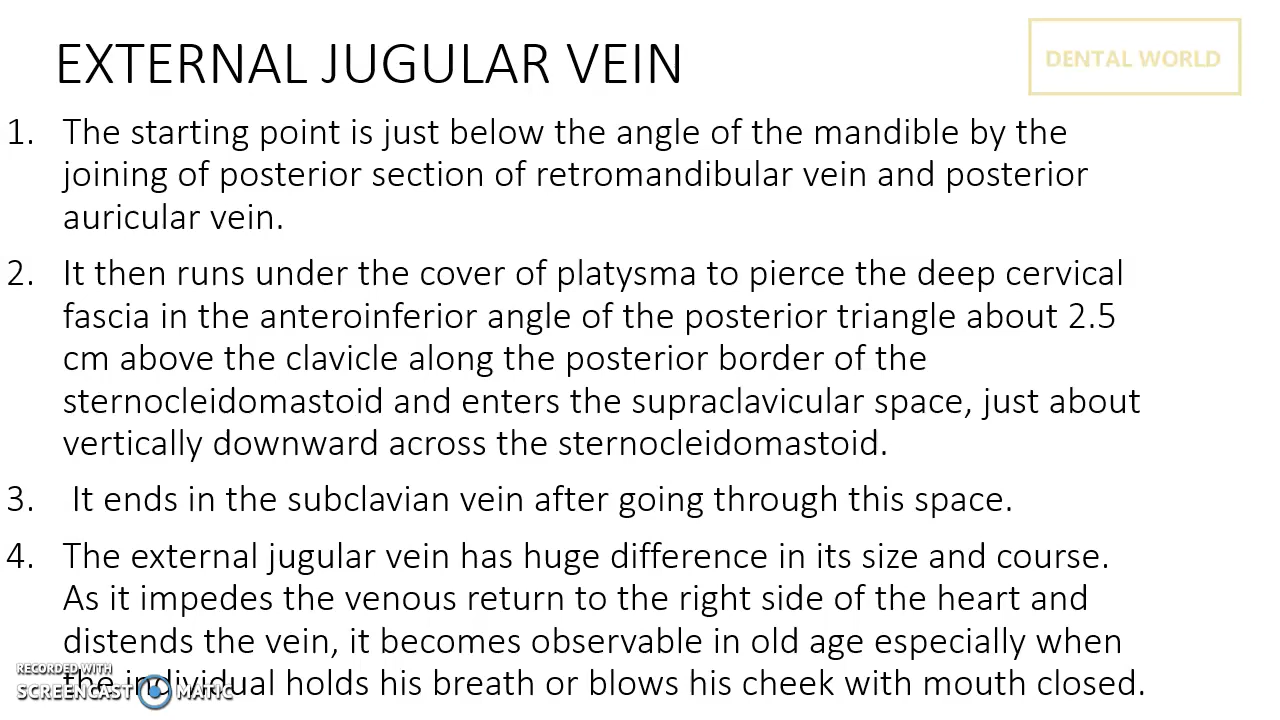 EXTERNAL JUGULAR VEIN
DENTAL WORLD
1. The starting point is just below the angle of the mandible by the
joining of posterior section of retromandibular vein and posterior
auricular vein.
2. It then runs under the cover of platysma to pierce the deep cervical
fascia in the anteroinferior angle of the posterior triangle about 2.5
cm above the clavicle along the posterior border of the
sternocleidomastoid and enters the supraclavicular space, just about
vertically downward across the sternocleidomastoid.
3. It ends in the subclavian vein after going through this space.
4. The external jugular vein has huge difference in its size and course.
As it impedes the venous return to the right side of the heart and
distends the vein, it becomes observable in old age especially when
the individual holds his breath or blows his cheek with mouth closed.
RECORDED WITH
SCREENCAST MATIC